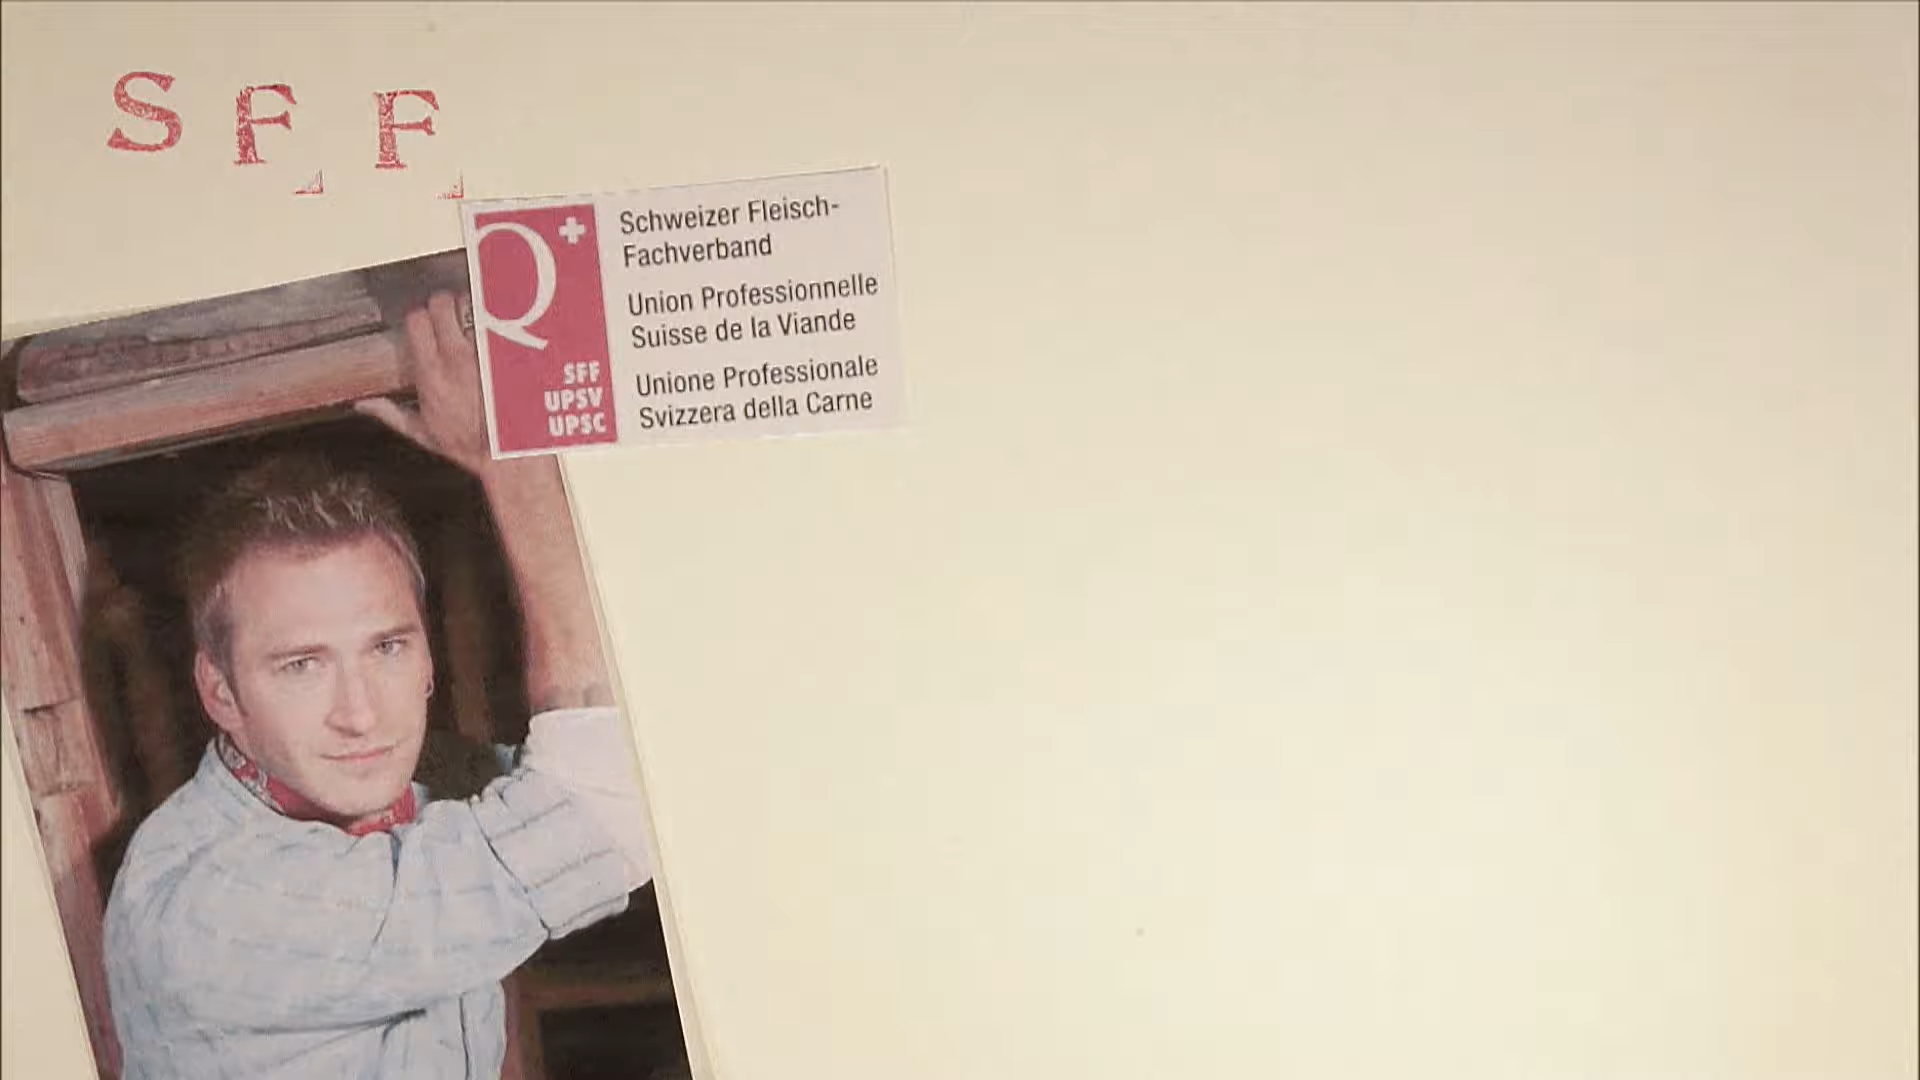 SFF
Q
Schweizer Fleisch-
Fachverband
Union Professionnelle
Suisse de la Viande
Unione Professionale
Svizzera della Carne
SFF
UPSV
UPSC